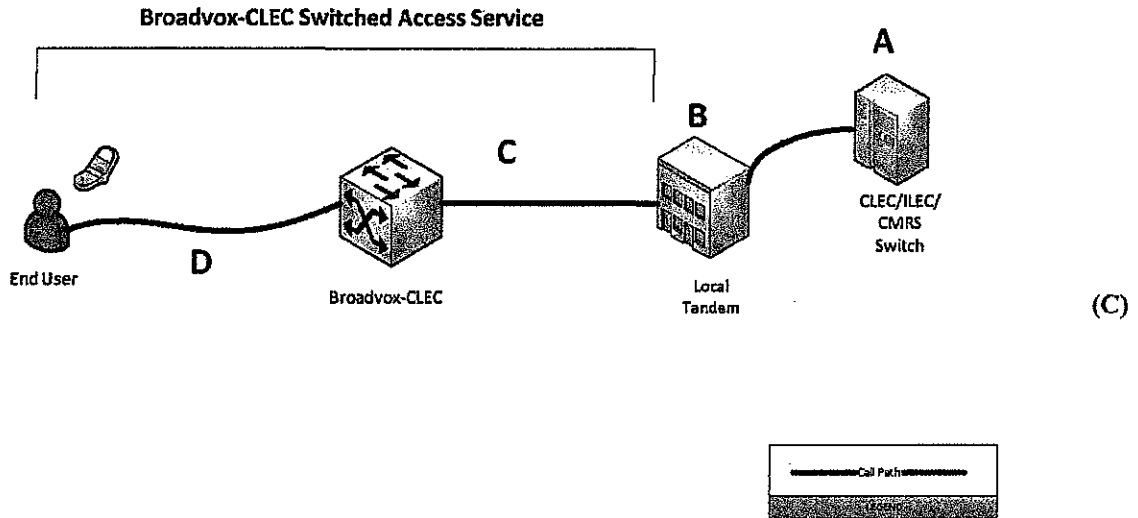 Broadvox-CLEC Switched Access Service
A
B
C
CLEC/ILEC/
CMRS
Switch
D
End User
Broadvox-CLEC
Local
Tandem
(C)
Call Path
LEGEND